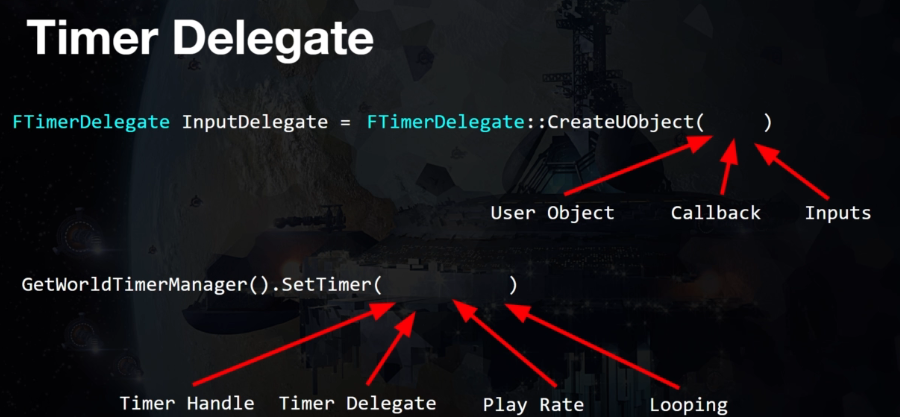 Timer Delegate
FTimerDelegate InputDelegate = FTimerDelegate::CreateUObject( )
User Object Callback Inputs
GetWorldTimerManager().SetTimer( )
Timer Handle Timer Delegate Play Rate Looping